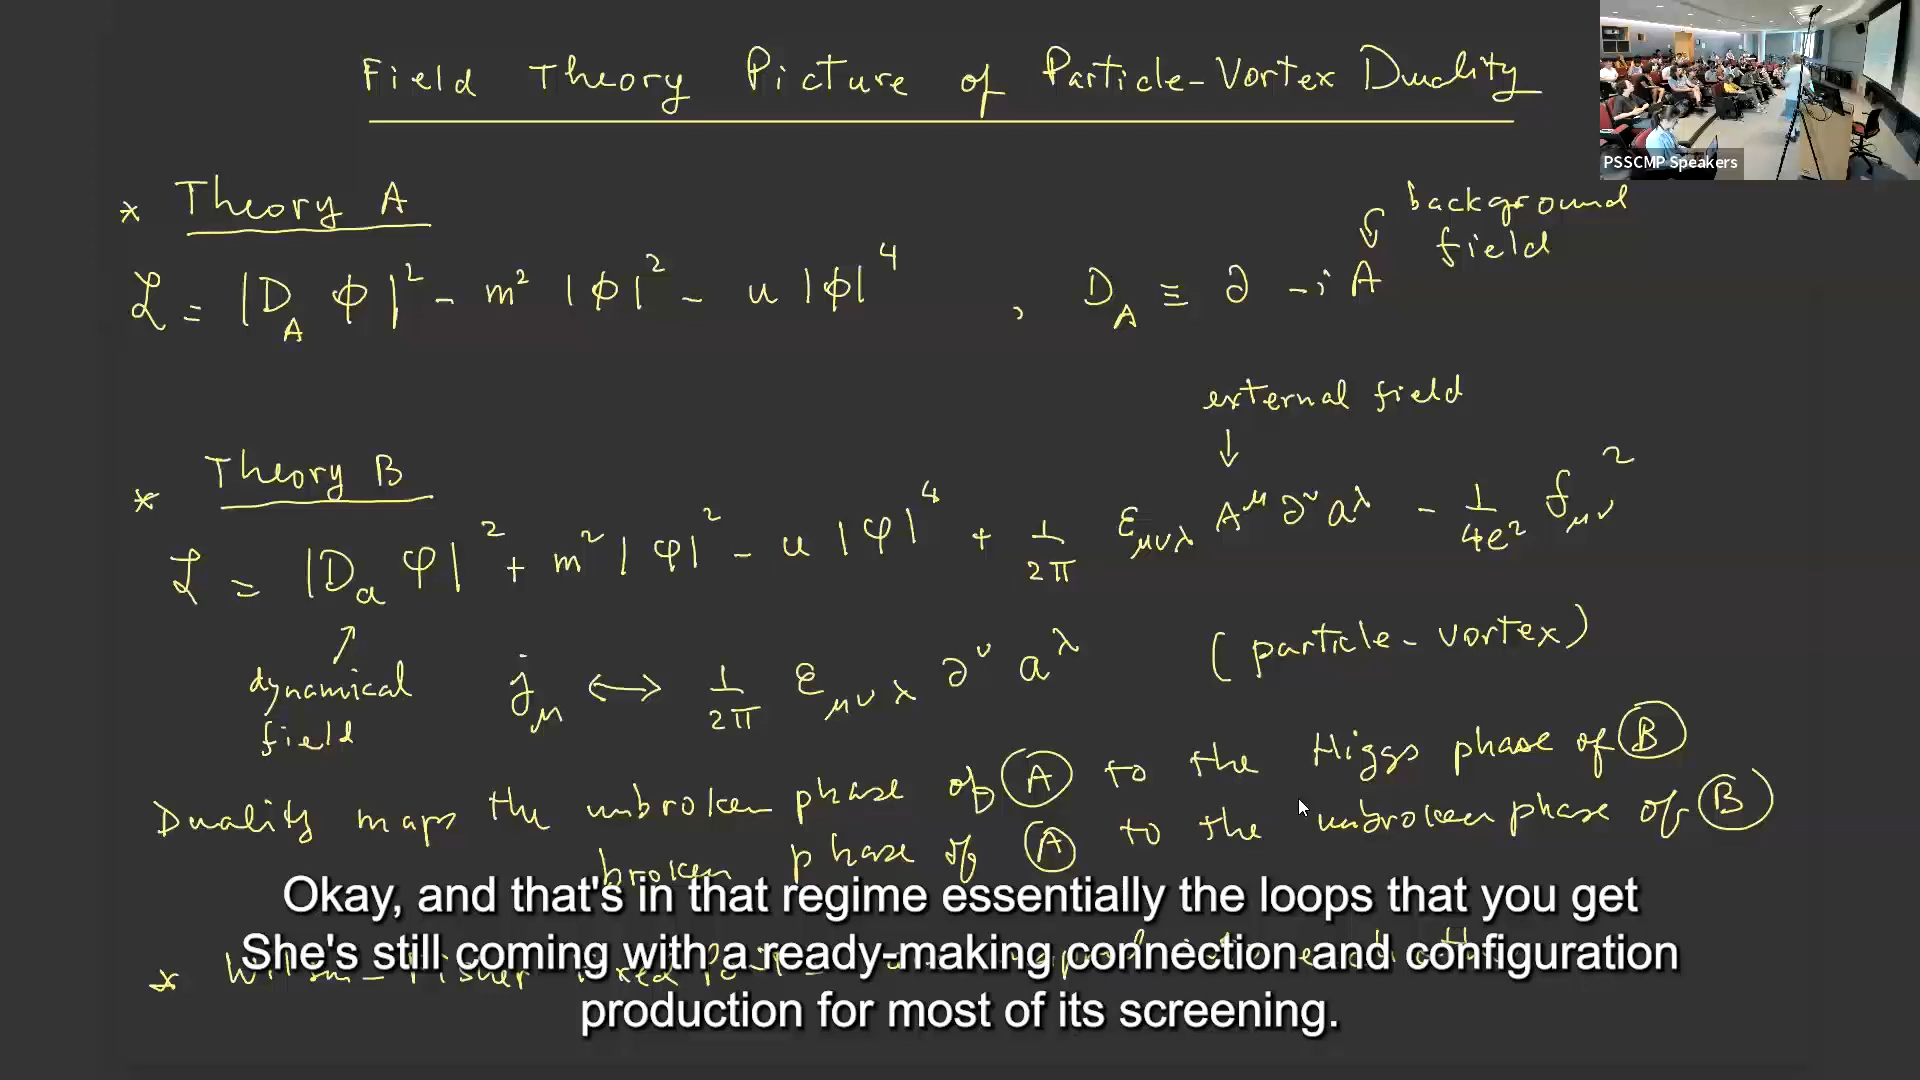 Field Theory Picture of Particle-Vortex Duality
PSSCMP Speakers
* Theory A
background field
ℒ = |D_A ϕ|² - m² |ϕ|² - u |ϕ|⁴ , D_A ≡ ∂ - i A
external field
* Theory B
ℒ = |D_a φ|² + m² |φ|² - u |φ|⁴ + 1/2π ε_μνλ A^μ ∂^ν a^λ - 1/4e² f_μν²
dynamical field
j_μ ↔ 1/2π ε_μνλ ∂^ν a^λ (particle-vortex)
Duality maps the unbroken phase of Ⓐ to the Higgs phase of Ⓑ
broken phase of Ⓐ to the unbroken phase of Ⓑ
* Wilson-Fisher
Okay, and that's in that regime essentially the loops that you get
She's still coming with a ready-making connection and configuration
production for most of its screening.